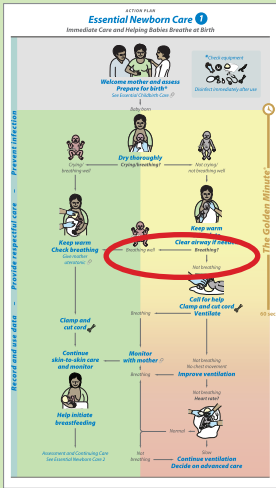 ACTION PLAN
Essential Newborn Care 1
Immediate Care and Helping Babies Breathe at Birth
*Check equipment
Disinfect immediately after use
Welcome mother and assess
Prepare for birth*
See Essential Childbirth Care
Baby born
Dry thoroughly
Crying/breathing?
Crying/
breathing well
Not crying/
not breathing well
Keep warm
Check breathing
Give mother
uterotonic
Keep warm
Clear airway if needed
Breathing?
Breathing well
Not breathing
Call for help
Clamp and cut cord
Ventilate
Clamp and
cut cord
Breathing
Continue
skin-to-skin care
and monitor
Monitor
with mother
Not breathing
No chest movement
Breathing
Improve ventilation
Not breathing
Heart rate?
Help initiate
breastfeeding
Normal
Slow
Assessment and Continuing Care
See Essential Newborn Care 2
Not
breathing
Continue ventilation
Decide on advanced care
Prevent infection
Provide respectful care
Record and use data
The Golden Minute
60 sec